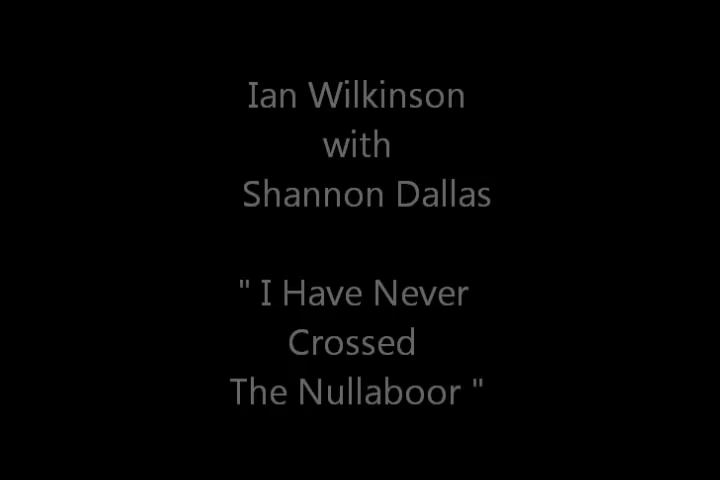 Ian Wilkinson
with
Shannon Dallas
" I Have Never
Crossed
The Nullaboor "